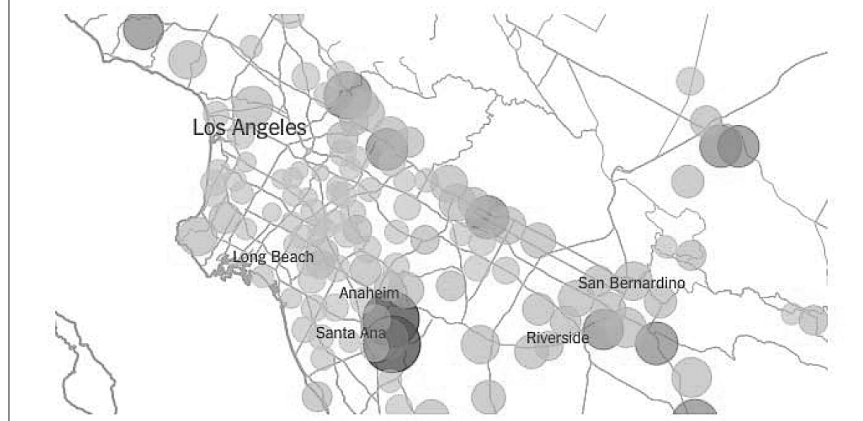 Los Angeles
Long Beach
San Bernardino
Anaheim
Santa Ana
Riverside